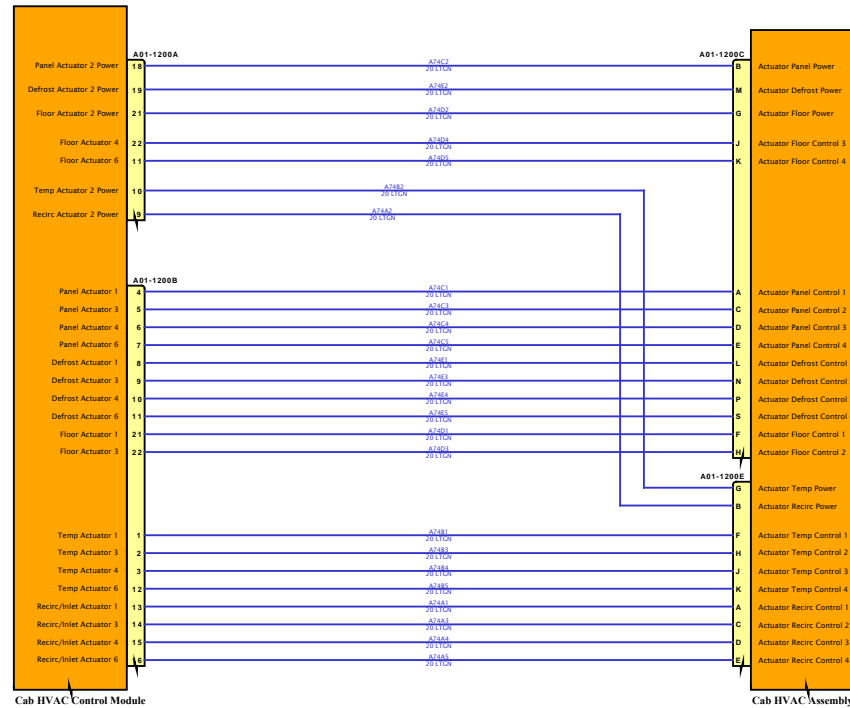 A01-1200A
A01-1200C
Panel Actuator 2 Power 18 A74C2 20 LTGN B Actuator Panel Power
Defrost Actuator 2 Power 19 A74E2 20 LTGN M Actuator Defrost Power
Floor Actuator 2 Power 21 A74D2 20 LTGN G Actuator Floor Power
Floor Actuator 4 22 A74D4 20 LTGN J Actuator Floor Control 3
Floor Actuator 6 11 A74D5 20 LTGN K Actuator Floor Control 4
Temp Actuator 2 Power 10 A74B2 20 LTGN
Recirc Actuator 2 Power 9 A74A2 20 LTGN
A01-1200B
Panel Actuator 1 4 A74C1 20 LTGN A Actuator Panel Control 1
Panel Actuator 3 5 A74C3 20 LTGN C Actuator Panel Control 2
Panel Actuator 4 6 A74C4 20 LTGN D Actuator Panel Control 3
Panel Actuator 6 7 A74C5 20 LTGN E Actuator Panel Control 4
Defrost Actuator 1 8 A74E1 20 LTGN L Actuator Defrost Control
Defrost Actuator 3 9 A74E3 20 LTGN N Actuator Defrost Control
Defrost Actuator 4 10 A74E4 20 LTGN P Actuator Defrost Control
Defrost Actuator 6 11 A74E5 20 LTGN S Actuator Defrost Control
Floor Actuator 1 21 A74D1 20 LTGN F Actuator Floor Control 1
Floor Actuator 3 22 A74D3 20 LTGN H Actuator Floor Control 2
A01-1200E
G Actuator Temp Power
B Actuator Recirc Power
Temp Actuator 1 1 A74B1 20 LTGN F Actuator Temp Control 1
Temp Actuator 3 2 A74B3 20 LTGN H Actuator Temp Control 2
Temp Actuator 4 3 A74B4 20 LTGN J Actuator Temp Control 3
Temp Actuator 6 12 A74B5 20 LTGN K Actuator Temp Control 4
Recirc/Inlet Actuator 1 13 A74A1 20 LTGN A Actuator Recirc Control 1
Recirc/Inlet Actuator 3 14 A74A3 20 LTGN C Actuator Recirc Control 2
Recirc/Inlet Actuator 4 15 A74A4 20 LTGN D Actuator Recirc Control 3
Recirc/Inlet Actuator 6 16 A74A5 20 LTGN E Actuator Recirc Control 4
Cab HVAC Control Module
Cab HVAC Assembly